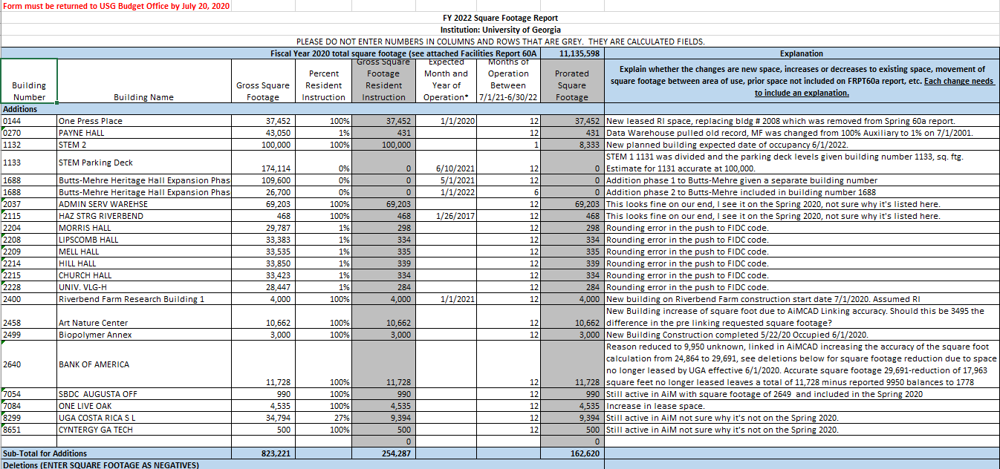 Form must be returned to USG Budget Office by July 20, 2020
FY 2022 Square Footage Report
Institution: University of Georgia
PLEASE DO NOT ENTER NUMBERS IN COLUMNS AND ROWS THAT ARE GREY. THEY ARE CALCULATED FIELDS.
Fiscal Year 2020 total square footage (see attached Facilities Report 60A 11,135,598 Explanation
Building Number Building Name Gross Square Footage Percent Resident Instruction Gross Square Footage Resident Instruction Expected Month and Year of Operation* Months of Operation Between 7/1/21-6/30/22 Prorated Square Footage Explain whether the changes are new space, increases or decreases to existing space, movement of square footage between area of use, prior space not included on FRPT60a report, etc. Each change needs to include an explanation.
Additions
0144 One Press Place 37,452 100% 37,452 1/1/2020 12 37,452 New leased RI space, replacing bldg # 2008 which was removed from Spring 60a report.
0270 PAYNE HALL 43,050 1% 431 12 431 Data Warehouse pulled old record, MF was changed from 100% Auxiliary to 1% on 7/1/2001.
1132 STEM 2 100,000 100% 100,000 1 8,333 New planned building expected date of occupancy 6/1/2022.
1133 STEM Parking Deck 174,114 0% 0 6/10/2021 12 0 STEM 1 1131 was divided and the parking deck levels given building number 1133, sq. ftg.
Estimate for 1131 accurate at 100,000.
1688 Butts-Mehre Heritage Hall Expansion Phas 109,600 0% 0 5/1/2021 12 0 Addition phase 1 to Butts-Mehre given a separate building number
1688 Butts-Mehre Heritage Hall Expansion Phas 26,700 0% 0 1/1/2022 6 0 Addition phase 2 to Butts-Mehre included in building number 1688
2037 ADMIN SERV WAREHSE 69,203 100% 69,203 12 69,203 This looks fine on our end, I see it on the Spring 2020, not sure why it's listed here.
2115 HAZ STRG RIVERBEND 468 100% 468 1/26/2017 12 468 This looks fine on our end, I see it on the Spring 2020, not sure why it's listed here.
2204 MORRIS HALL 29,787 1% 298 12 298 Rounding error in the push to FIDC code.
2208 LIPSCOMB HALL 33,383 1% 334 12 334 Rounding error in the push to FIDC code.
2209 MELL HALL 33,535 1% 335 12 335 Rounding error in the push to FIDC code.
2214 HILL HALL 33,850 1% 339 12 339 Rounding error in the push to FIDC code.
2215 CHURCH HALL 33,423 1% 334 12 334 Rounding error in the push to FIDC code.
2228 UNIV. VLG-H 28,447 1% 284 12 284 Rounding error in the push to FIDC code.
2400 Riverbend Farm Research Building 1 4,000 100% 4,000 1/1/2021 12 4,000 New building on Riverbend Farm construction start date 7/1/2020. Assumed RI
2458 Art Nature Center 10,662 100% 10,662 12 10,662 New Building increase of square foot due to AiMCAD Linking accuracy. Should this be 3495 the
difference in the pre linking requested square footage?
2499 Biopolymer Annex 3,000 100% 3,000 12 3,000 New Building Construction completed 5/22/20 Occupied 6/1/2020.
2640 BANK OF AMERICA 11,728 100% 11,728 12 11,728 Reason reduced to 9,950 unknown, linked in AiMCAD increasing the accuracy of the square foot
calculation from 24,864 to 29,691, see deletions below for square footage reduction due to space
no longer leased by UGA effective 6/1/2020. Accurate square footage 29,691-reduction of 17,963
square feet no longer leased leaves a total of 11,728 minus reported 9950 balances to 1778
7054 SBDC AUGUSTA OFF 990 100% 990 12 990 Still active in AiM with square footage of 2649 and included in the Spring 2020
7084 ONE LIVE OAK 4,535 100% 4,535 12 4,535 Increase in lease space.
8299 UGA COSTA RICA S L 34,794 27% 9,394 12 9,394 Still active in AiM not sure why it's not on the Spring 2020.
8651 CYNTERGY GA TECH 500 100% 500 12 500 Still active in AiM not sure why it's not on the Spring 2020.
0 0
Sub-Total for Additions 823,221 254,287 162,620
Deletions (ENTER SQUARE FOOTAGE AS NEGATIVES)